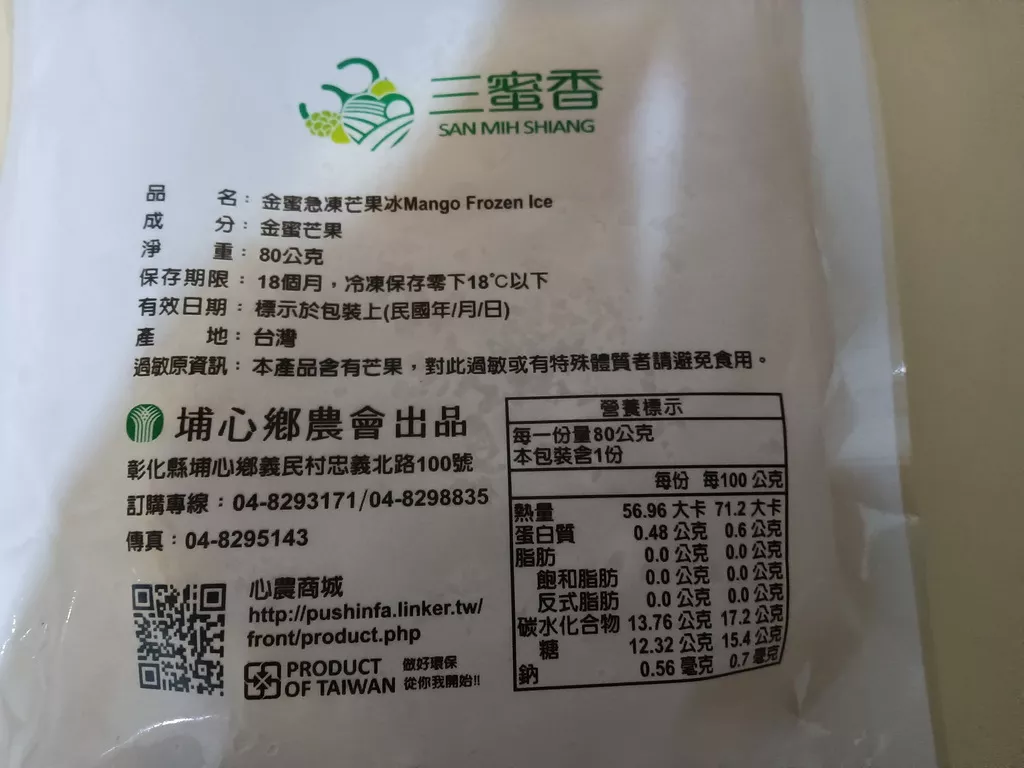 三蜜香
SAN MIH SHIANG
品 名：金蜜急凍芒果冰Mango Frozen Ice
成 分：金蜜芒果
淨 重：80公克
保存期限：18個月，冷凍保存零下18℃以下
有效日期：標示於包裝上(民國年/月/日)
產 地：台灣
過敏原資訊：本產品含有芒果，對此過敏或有特殊體質者請避免食用。
埔心鄉農會出品
彰化縣埔心鄉義民村忠義北路100號
訂購專線：04-8293171/04-8298835
傳真：04-8295143
心農商城
http://pushinfa.linker.tw/
front/product.php
PRODUCT
OF TAIWAN
做好環保
從你我開始!!
營養標示
每一份量80公克
本包裝含1份
每份 每100公克
熱量 56.96 大卡 71.2 大卡
蛋白質 0.48 公克 0.6 公克
脂肪 0.0 公克 0.0 公克
飽和脂肪 0.0 公克 0.0 公克
反式脂肪 0.0 公克 0.0 公克
碳水化合物 13.76 公克 17.2 公克
糖 12.32 公克 15.4 公克
鈉 0.56 毫克 0.7 毫克